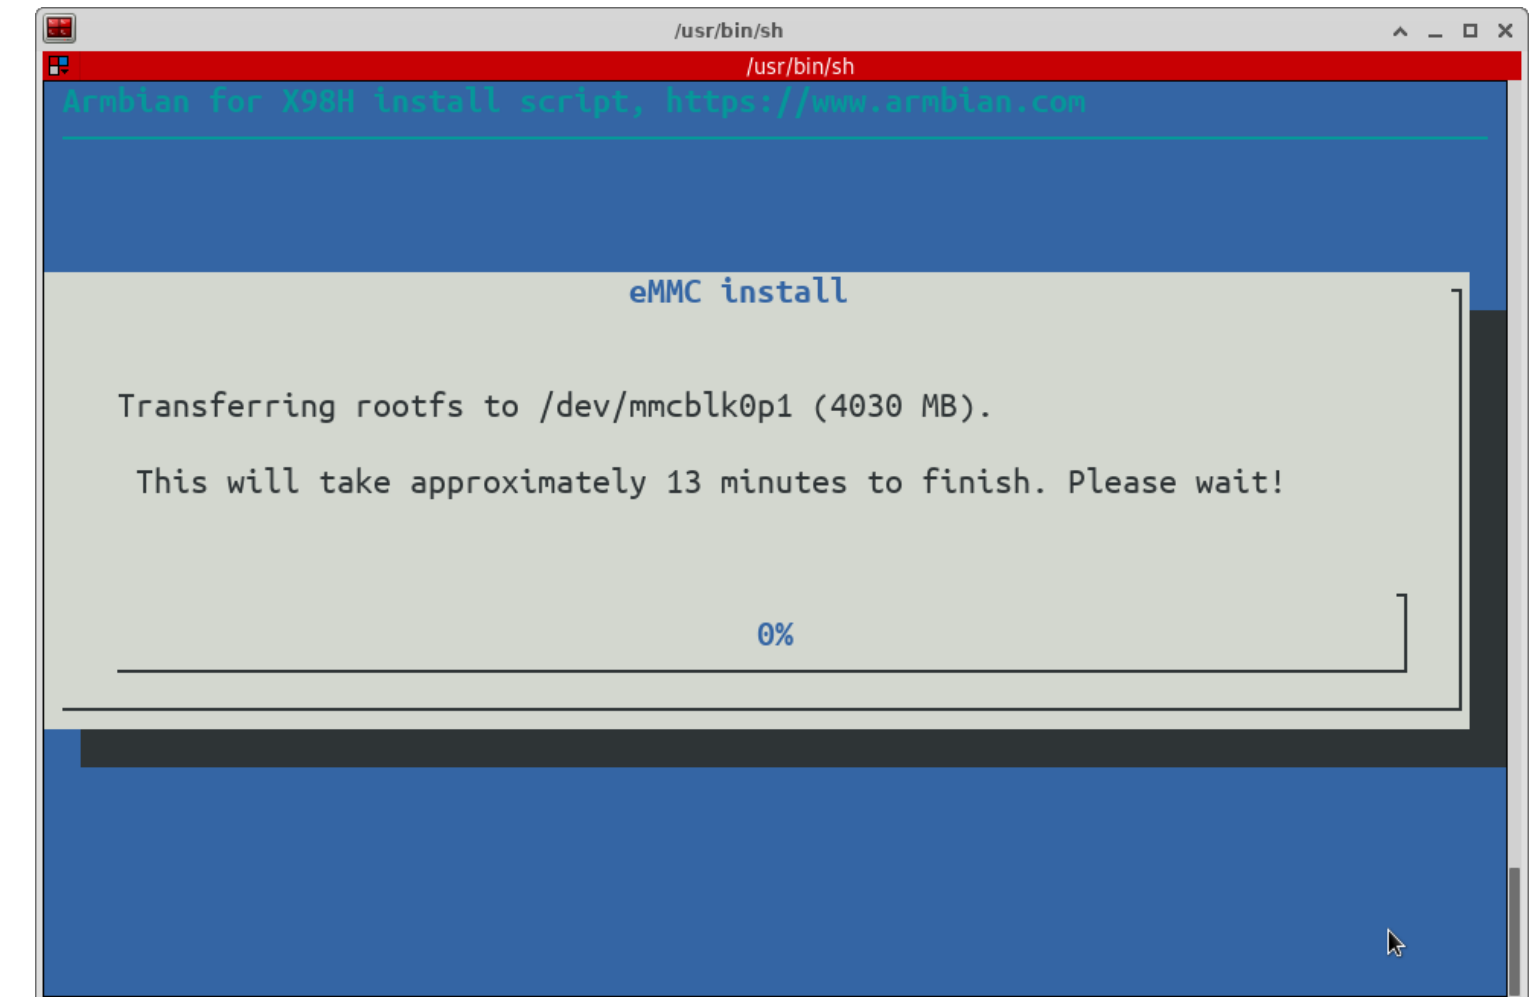 /usr/bin/sh
/usr/bin/sh
Armbian for X98H install script, https://www.armbian.com
eMMC install
Transferring rootfs to /dev/mmcblk0p1 (4030 MB).
This will take approximately 13 minutes to finish. Please wait!
0%